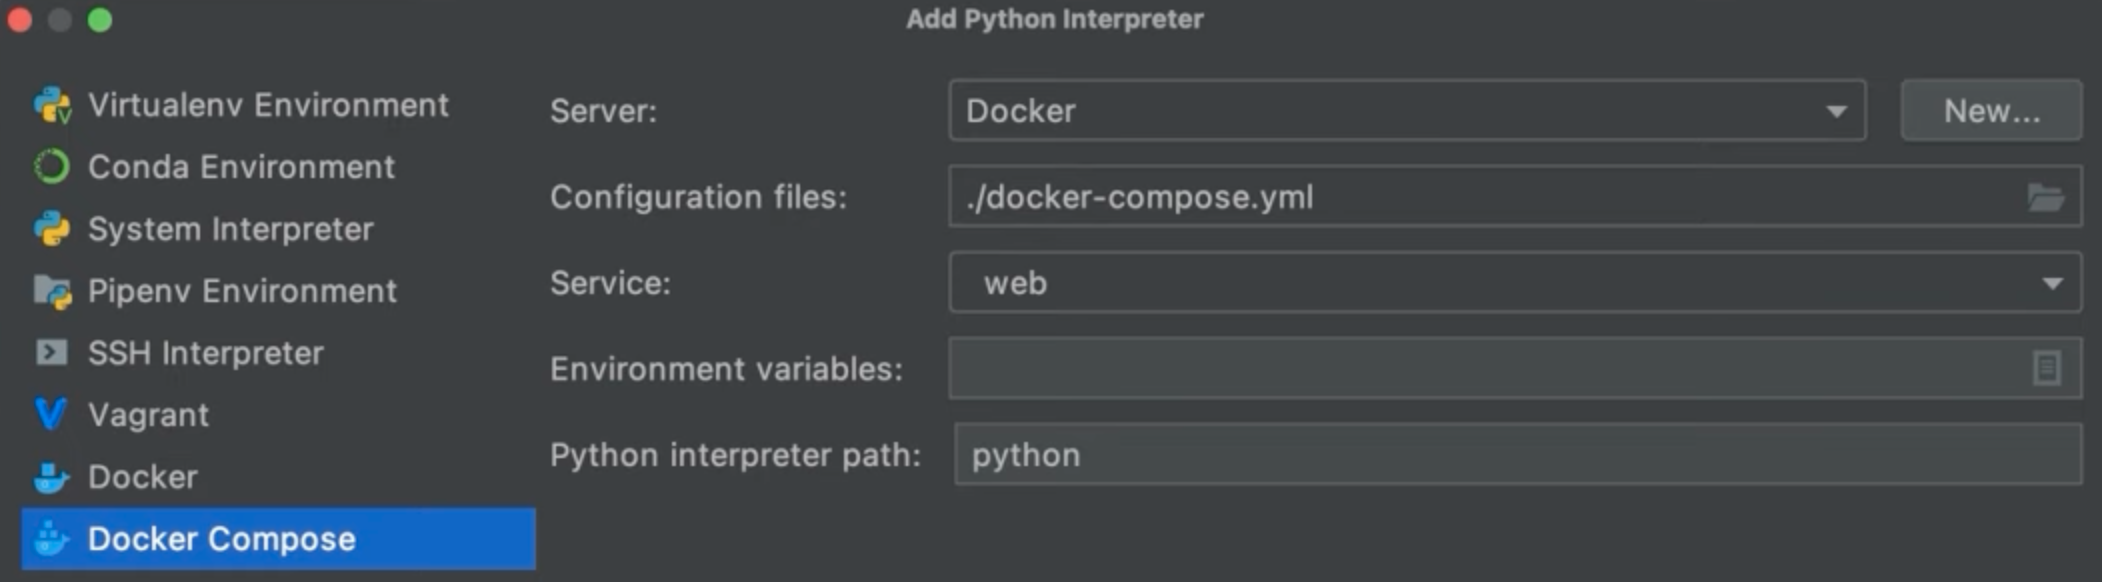 Add Python Interpreter
Virtualenv Environment
Conda Environment
System Interpreter
Pipenv Environment
SSH Interpreter
Vagrant
Docker
Docker Compose
Server: Docker New...
Configuration files: ./docker-compose.yml
Service: web
Environment variables:
Python interpreter path: python